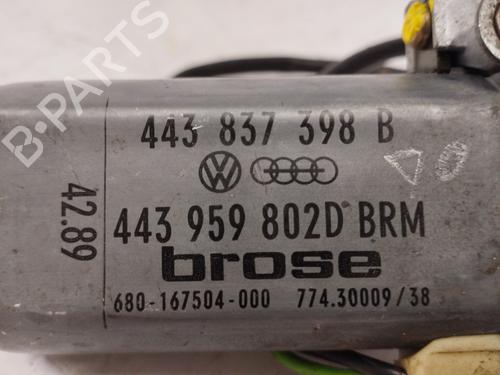 443 837 398 B
443 959 802D BRM
brose
680-167504-000 774.30009/38
42.89
B-PARTS